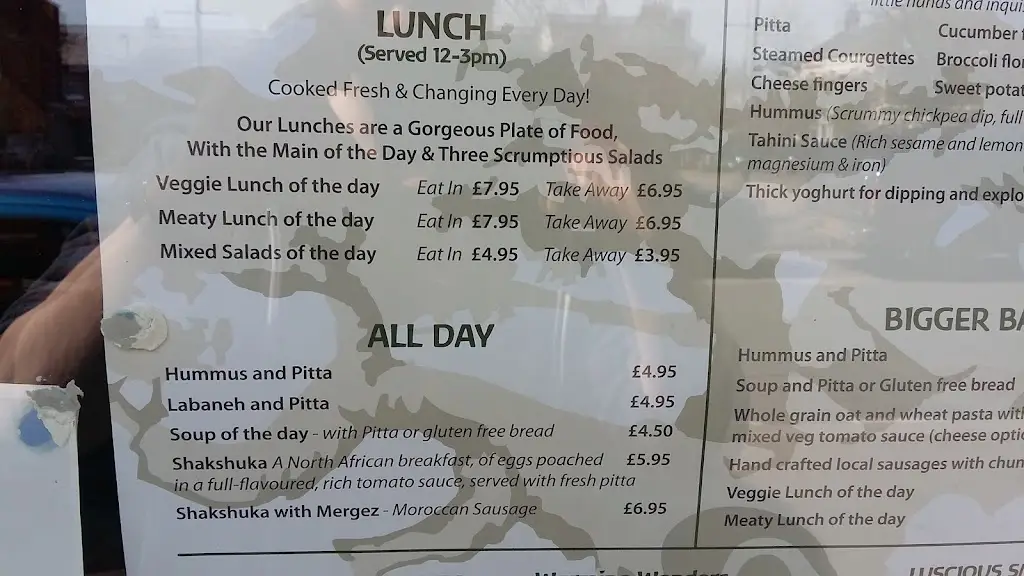 LUNCH
(Served 12-3pm)
Cooked Fresh & Changing Every Day!
Our Lunches are a Gorgeous Plate of Food,
With the Main of the Day & Three Scrumptious Salads
Veggie Lunch of the day Eat In £7.95 Take Away £6.95
Meaty Lunch of the day Eat In £7.95 Take Away £6.95
Mixed Salads of the day Eat In £4.95 Take Away £3.95
ALL DAY
Hummus and Pitta £4.95
Labaneh and Pitta £4.95
Soup of the day - with Pitta or gluten free bread £4.50
Shakshuka A North African breakfast, of eggs poached £5.95
in a full-flavoured, rich tomato sauce, served with fresh pitta
Shakshuka with Mergez - Moroccan Sausage £6.95
little hands and
Pitta Cucumber
Steamed Courgettes Broccoli
Cheese fingers Sweet
Hummus (Scrummy chickpea dip, full
Tahini Sauce (Rich sesame and lemon
magnesium & iron)
Thick yoghurt for dipping and
BIGGER
Hummus and Pitta
Soup and Pitta or Gluten free bread
Whole grain oat and wheat pasta
mixed veg tomato sauce (cheese
Hand crafted local sausages with
Veggie Lunch of the day
Meaty Lunch of the day
LUSCIOUS